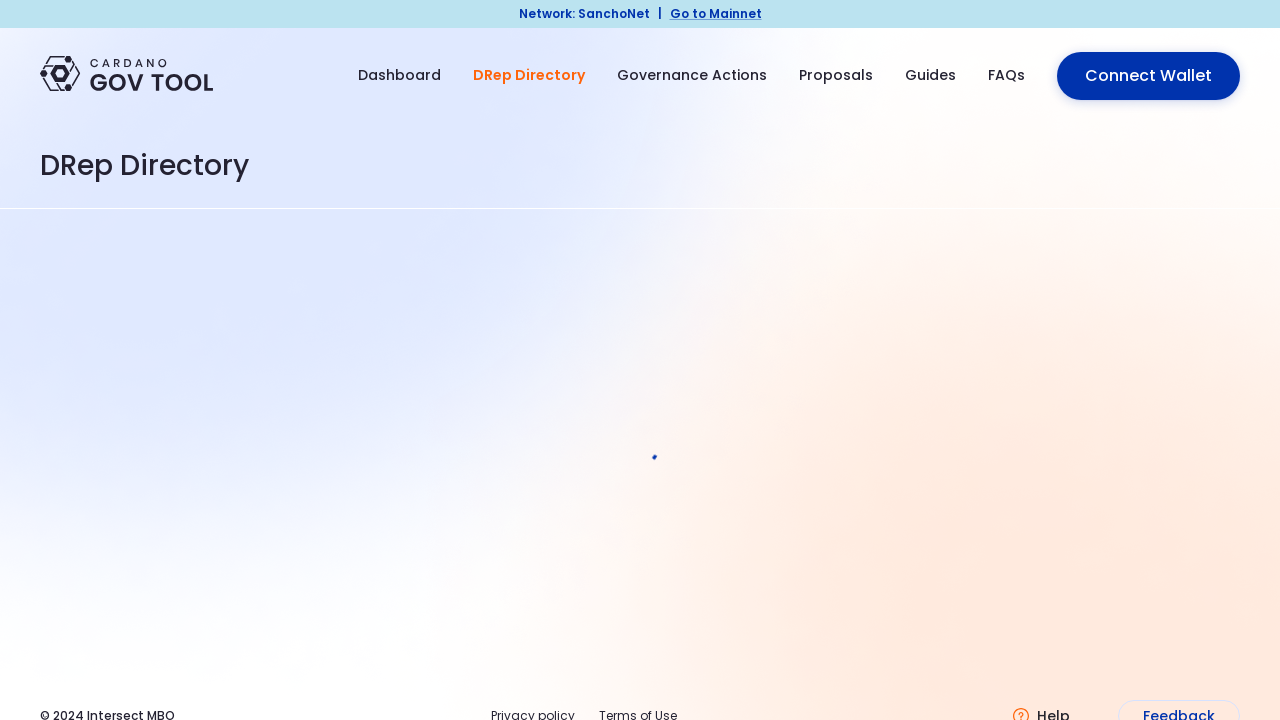 Network: SanchoNet | Go to Mainnet
CARDANO
GOV TOOL
Dashboard
DRep Directory
Governance Actions
Proposals
Guides
FAQs
Connect Wallet
DRep Directory
© 2024 Intersect MBO
Privacy policy
Terms of Use
Help
Feedback